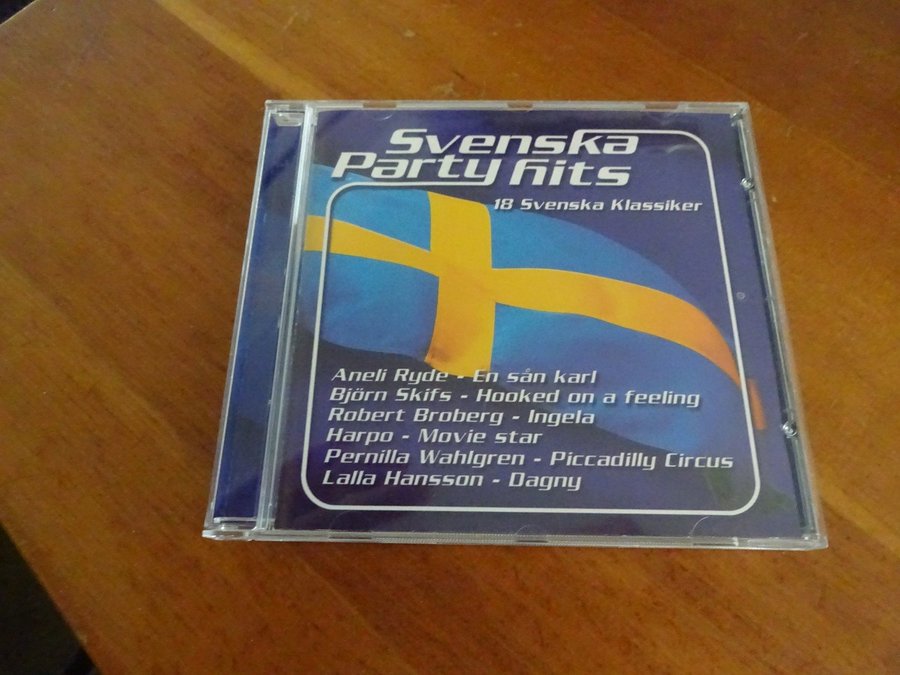 Svenska
Party hits
18 Svenska Klassiker
Aneli Ryde - En sån karl
Björn Skifs - Hooked on a feeling
Robert Broberg - Ingela
Harpo - Movie star
Pernilla Wahlgren - Piccadilly Circus
Lalla Hansson - Dagny